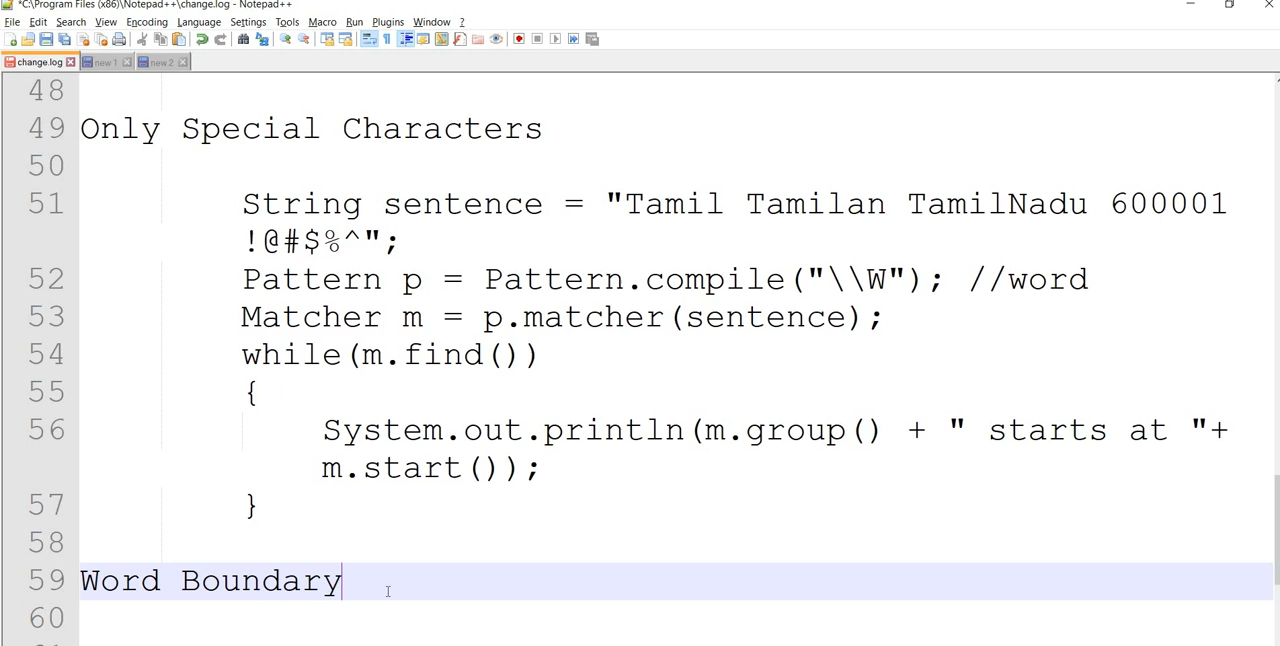 *C:\Program Files (x86)\Notepad++\change.log - Notepad++
File Edit Search View Encoding Language Settings Tools Macro Run Plugins Window ?
change.log new 1 new 2
48
49 Only Special Characters
50
51 String sentence = "Tamil Tamilan TamilNadu 600001
!@#$%^";
52 Pattern p = Pattern.compile("\\W"); //word
53 Matcher m = p.matcher(sentence);
54 while(m.find())
55 {
56 System.out.println(m.group() + " starts at "+
m.start());
57 }
58
59 Word Boundary
60